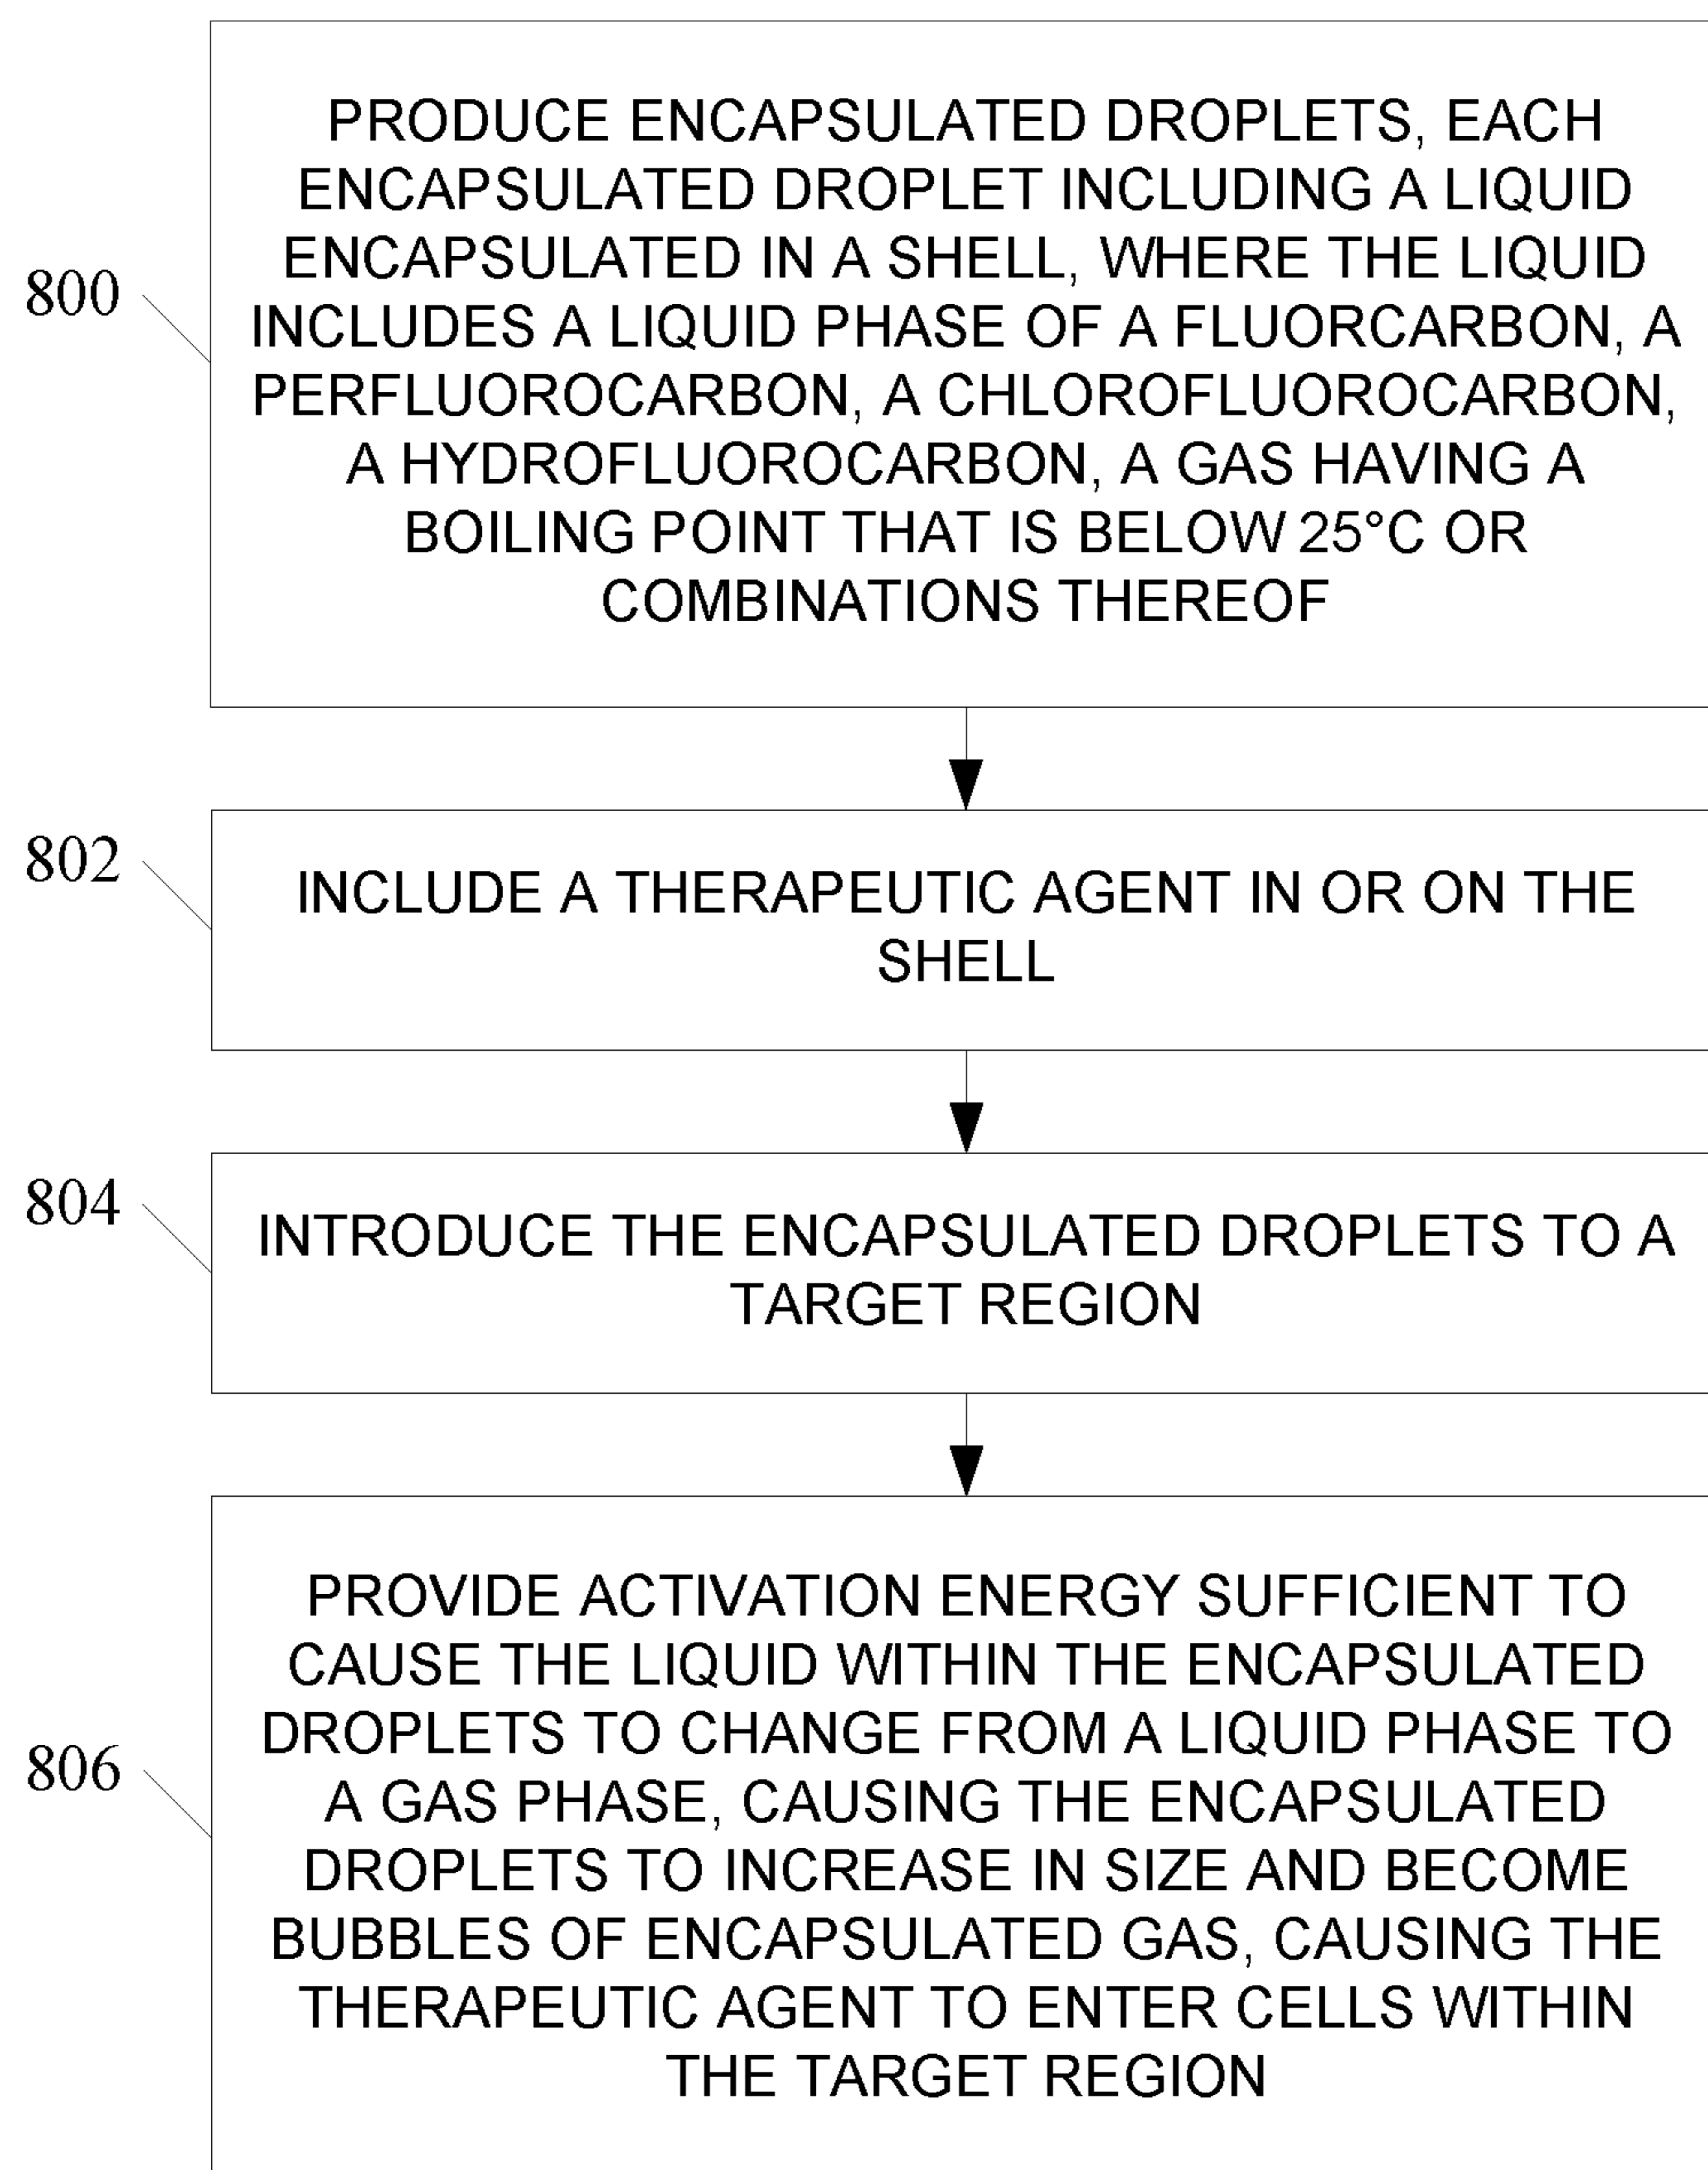 PRODUCE ENCAPSULATED DROPLETS, EACH
ENCAPSULATED DROPLET INCLUDING A LIQUID
ENCAPSULATED IN A SHELL, WHERE THE LIQUID
800
INCLUDES A LIQUID PHASE OF A FLUORCARBON, A
PERFLUOROCARBON, A CHLOROFLUOROCARBON,
A HYDROFLUOROCARBON, A GAS HAVING A
BOILING POINT THAT IS BELOW 25°C OR
COMBINATIONS THEREOF
802
INCLUDE A THERAPEUTIC AGENT IN OR ON THE
SHELL
804
INTRODUCE THE ENCAPSULATED DROPLETS TO A
TARGET REGION
PROVIDE ACTIVATION ENERGY SUFFICIENT TO
CAUSE THE LIQUID WITHIN THE ENCAPSULATED
DROPLETS TO CHANGE FROM A LIQUID PHASE TO
806
A GAS PHASE, CAUSING THE ENCAPSULATED
DROPLETS TO INCREASE IN SIZE AND BECOME
BUBBLES OF ENCAPSULATED GAS, CAUSING THE
THERAPEUTIC AGENT TO ENTER CELLS WITHIN
THE TARGET REGION